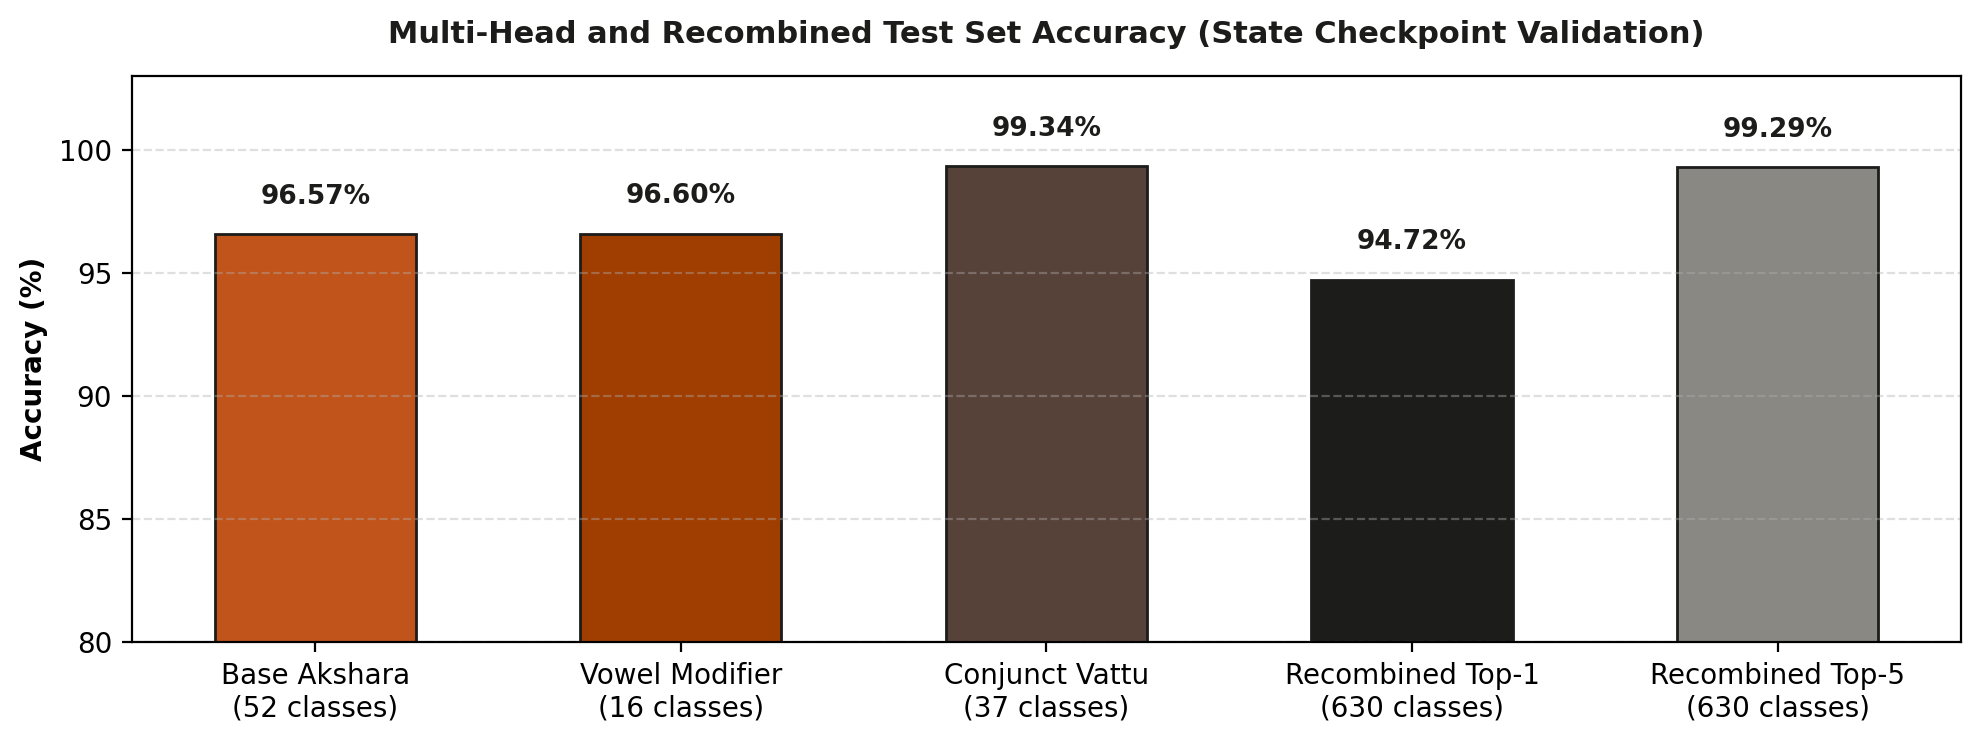 Multi-Head and Recombined Test Set Accuracy (State Checkpoint Validation)
Accuracy (%)
100
95
90
85
80
96.57%
96.60%
99.34%
94.72%
99.29%
Base Akshara
(52 classes)
Vowel Modifier
(16 classes)
Conjunct Vattu
(37 classes)
Recombined Top-1
(630 classes)
Recombined Top-5
(630 classes)